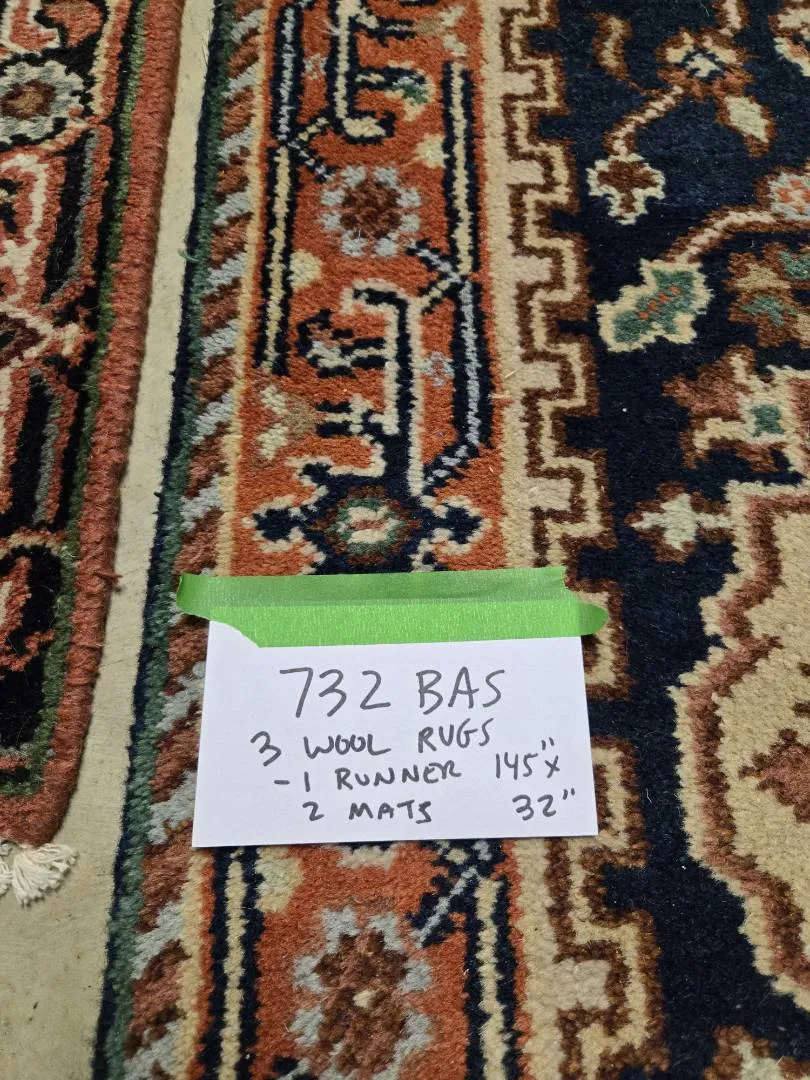 732 BAS
3 WOOL RUGS
-1 RUNNER 145" x
2 MATS 32"